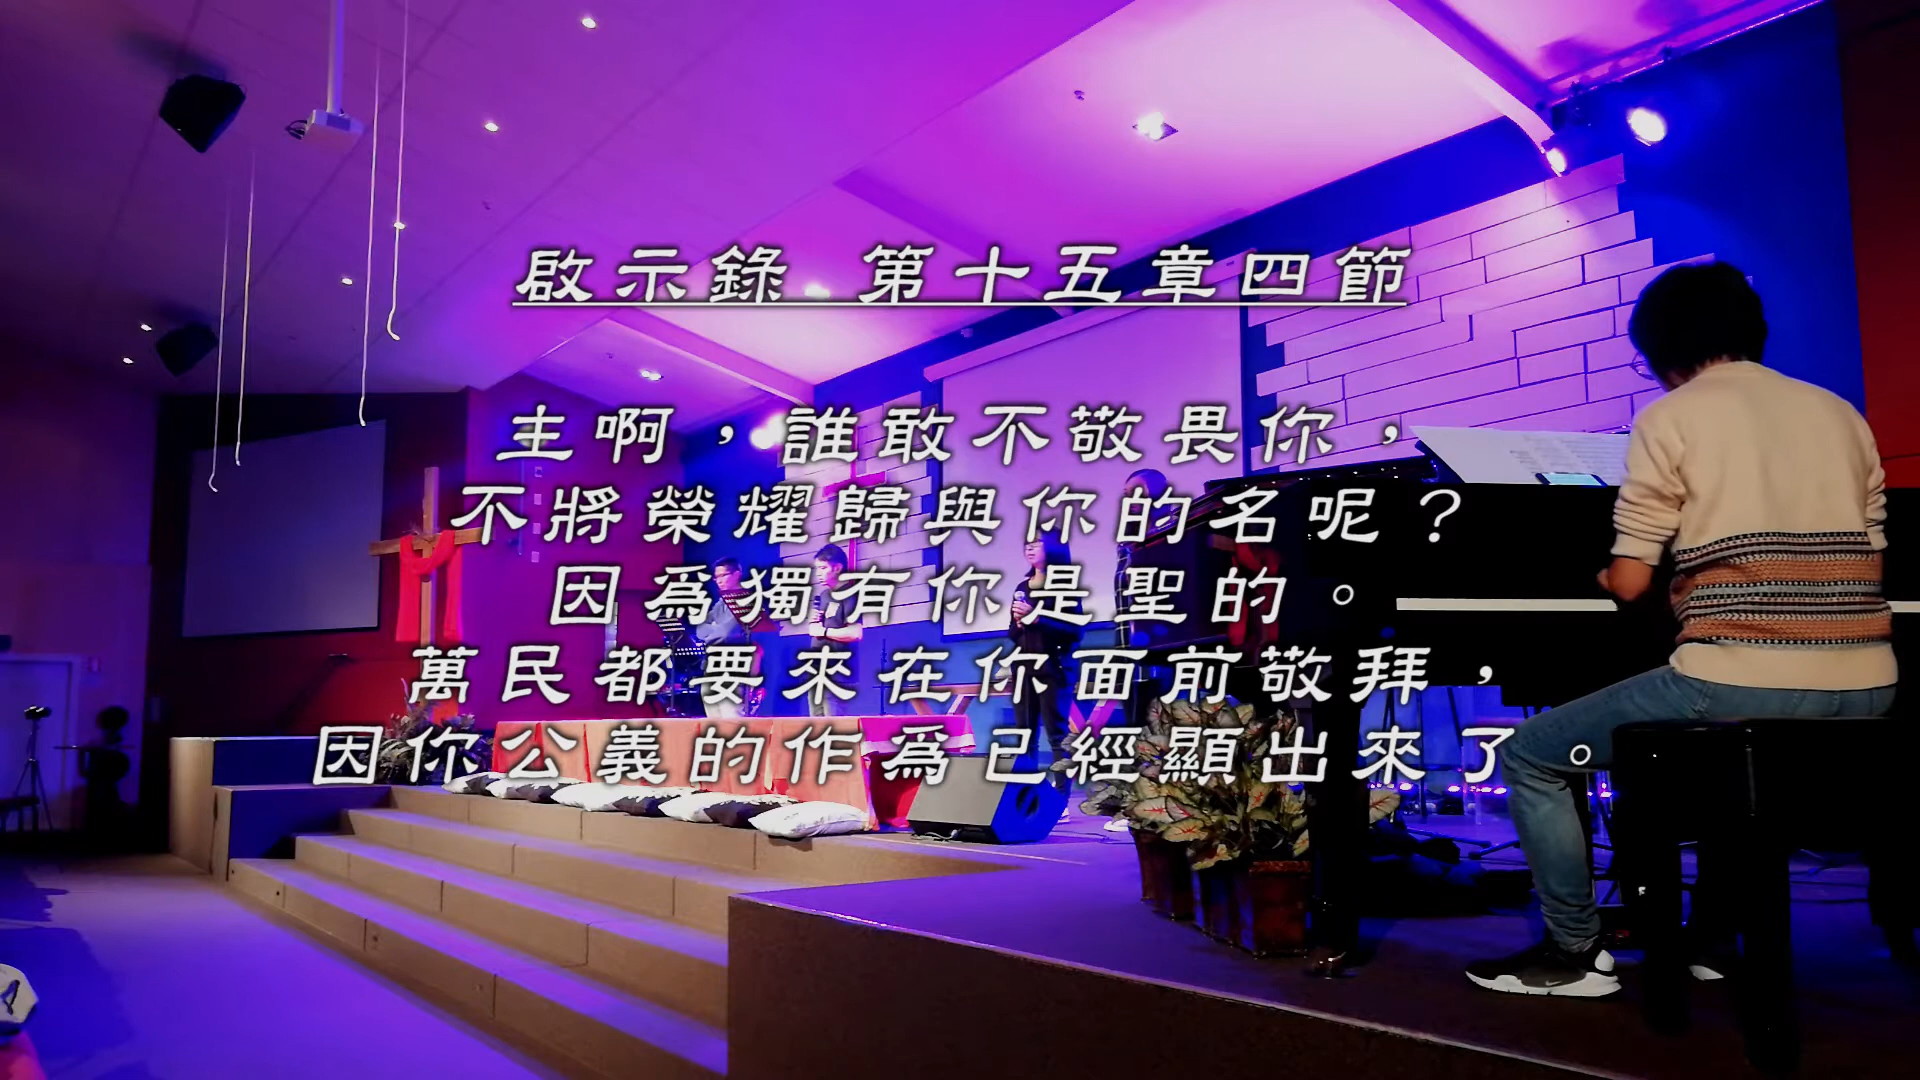 啟示錄 第十五章四節
主啊，誰敢不敬畏你，
不將榮耀歸與你的名呢？
因爲獨有你是聖的。
萬民都要來在你面前敬拜，
因你公義的作爲已經顯出來了。